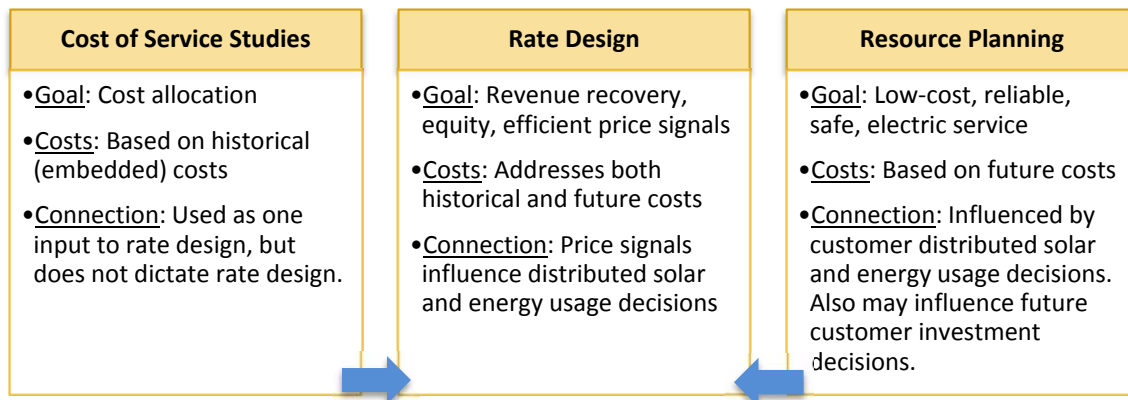 Cost of Service Studies
•Goal: Cost allocation
•Costs: Based on historical
(embedded) costs
•Connection: Used as one
input to rate design, but
does not dictate rate design.
Rate Design
•Goal: Revenue recovery,
equity, efficient price signals
•Costs: Addresses both
historical and future costs
•Connection: Price signals
influence distributed solar
and energy usage decisions
Resource Planning
•Goal: Low-cost, reliable,
safe, electric service
•Costs: Based on future costs
•Connection: Influenced by
customer distributed solar
and energy usage decisions.
Also may influence future
customer investment
decisions.